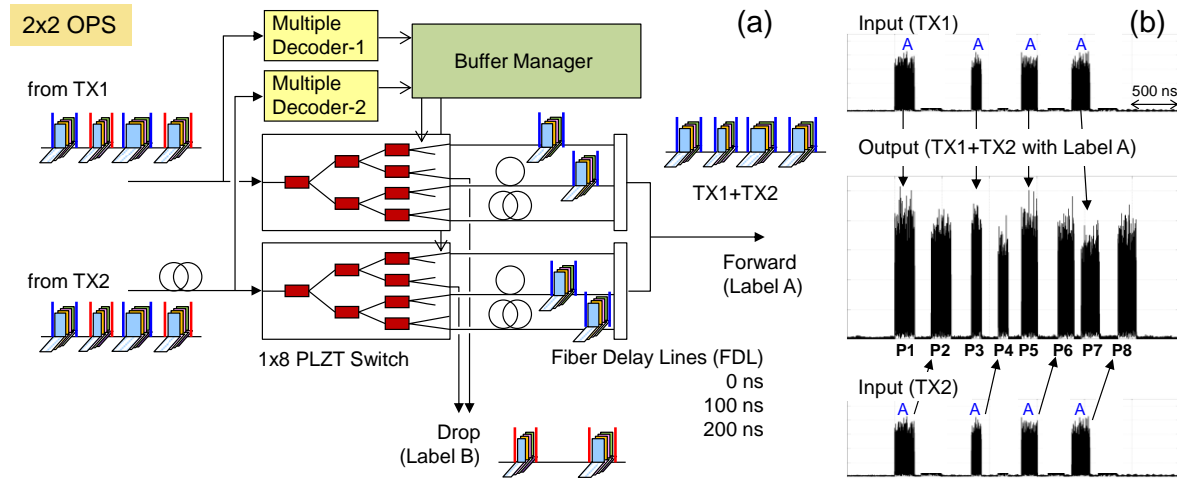 2x2 OPS
Multiple
Decoder-1
Multiple
Decoder-2
Buffer Manager
(a)
from TX1
from TX2
TX1+TX2
Forward
(Label A)
1x8 PLZT Switch
Fiber Delay Lines (FDL)
0 ns
100 ns
200 ns
Drop
(Label B)
Input (TX1)
(b)
A A A A
500 ns
Output (TX1+TX2 with Label A)
P1 P2 P3 P4 P5 P6 P7 P8
Input (TX2)
A A A A